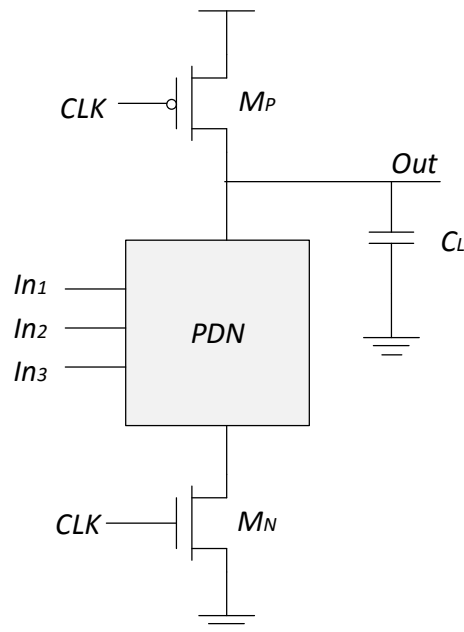 CLK
MP
Out
CL
In1
In2
In3
PDN
CLK
MN